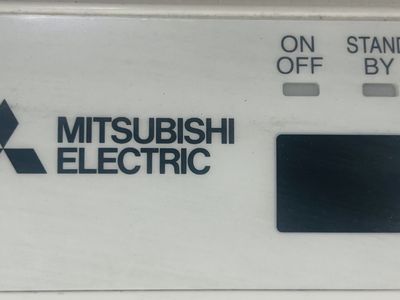 ON OFF
STAND BY
MITSUBISHI
ELECTRIC